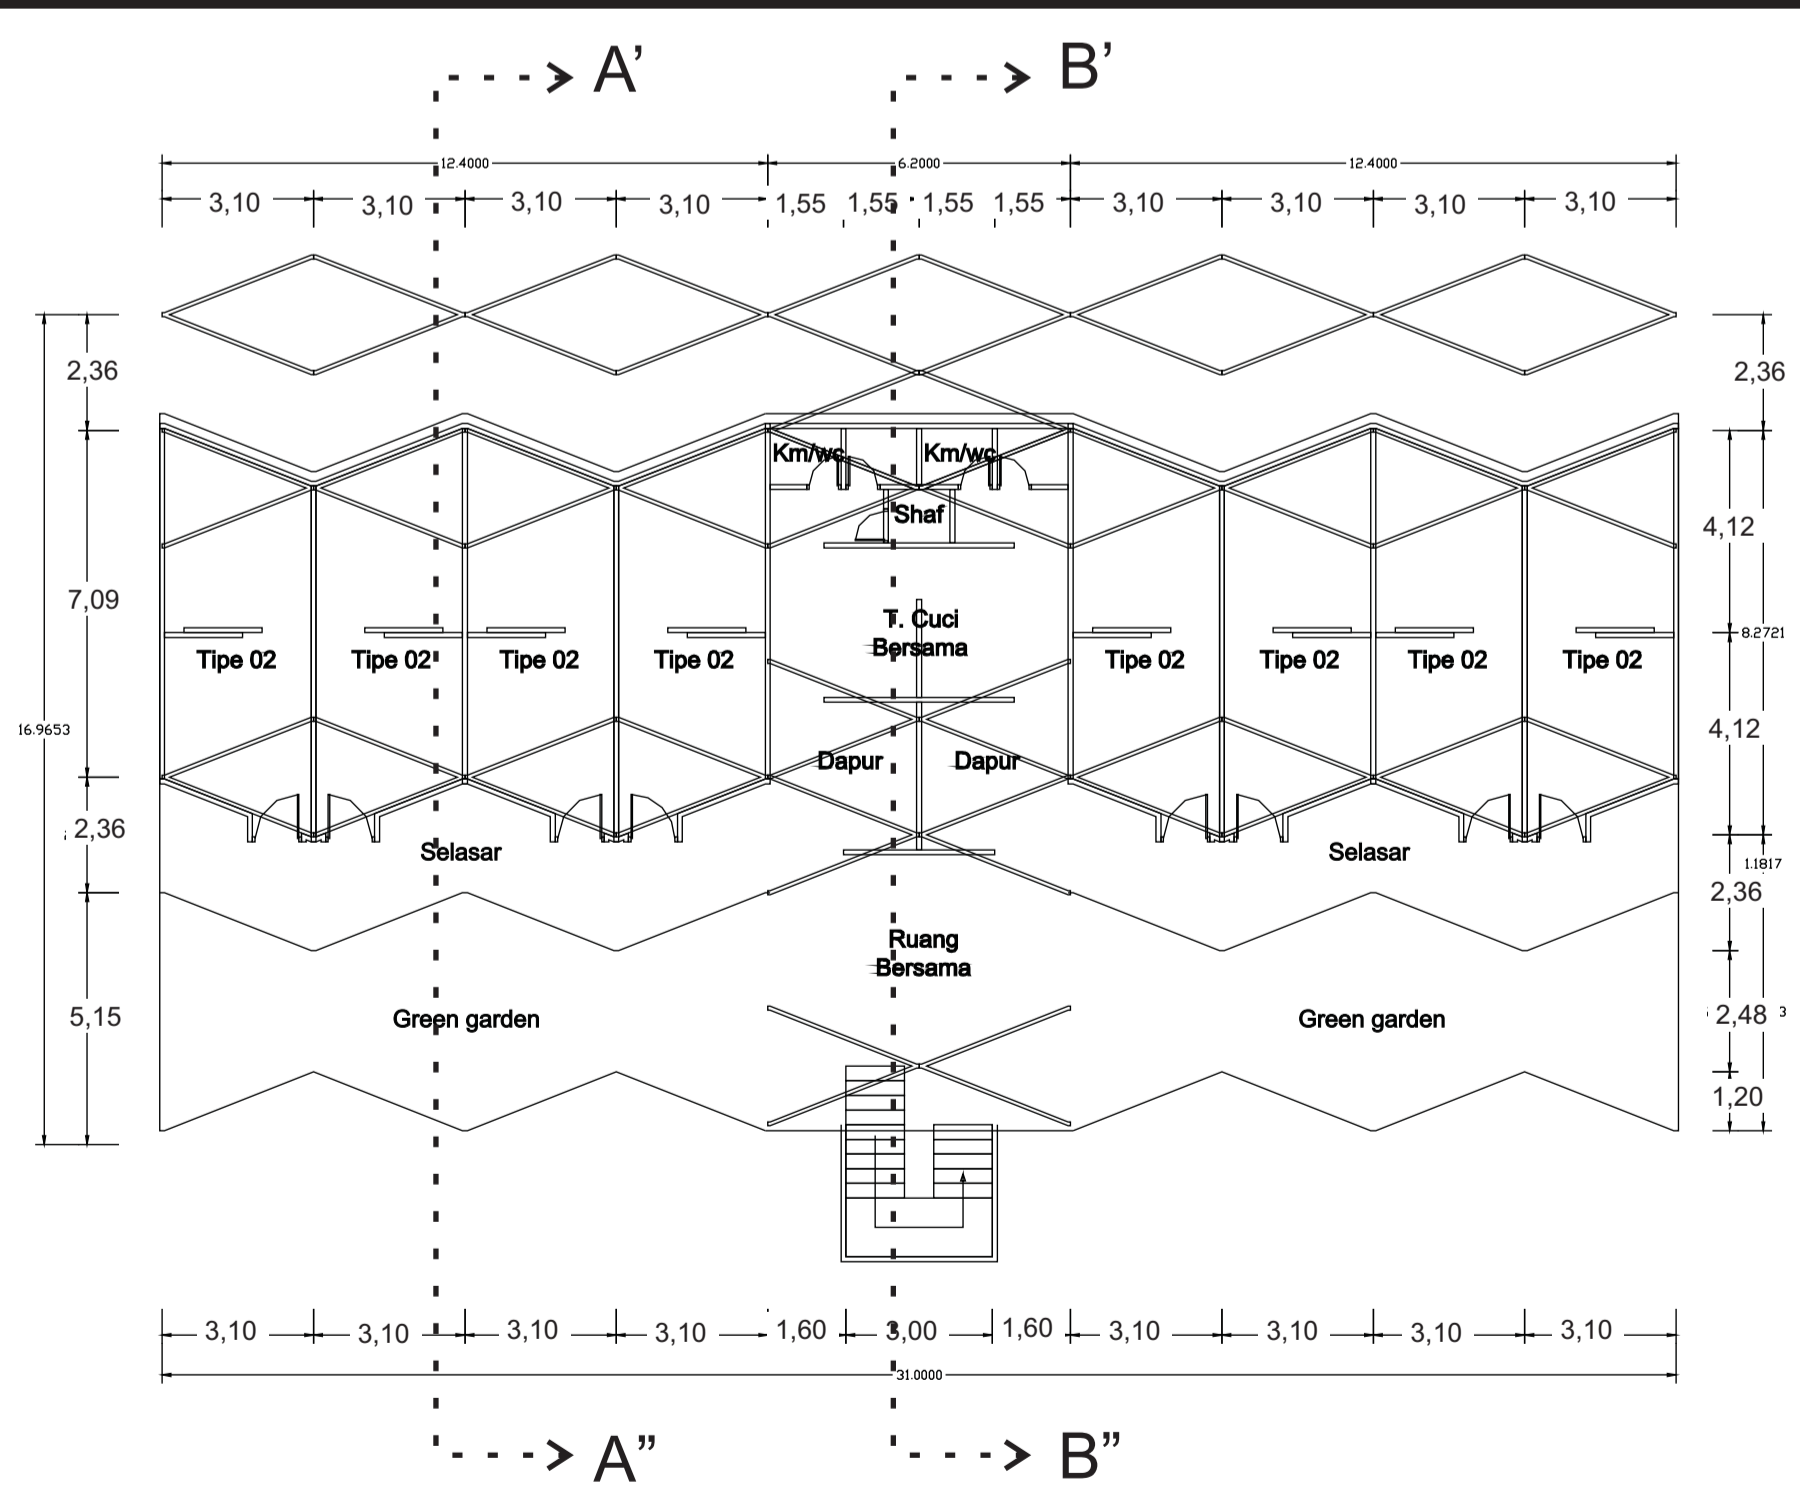 A’
B’
12.4000
6.2000
12.4000
3,10
3,10
3,10
3,10
1,55
1,55
1,55
1,55
3,10
3,10
3,10
3,10
2,36
7,09
2,36
5,15
16.9653
2,36
4,12
8.2721
4,12
1.1817
2,36
2,48
3
1,20
Km/wc
Km/wc
Shaf
T. Cuci
Bersama
Tipe 02
Tipe 02
Tipe 02
Tipe 02
Tipe 02
Tipe 02
Tipe 02
Tipe 02
Dapur
Dapur
Selasar
Selasar
Ruang
Bersama
Green garden
Green garden
3,10
3,10
3,10
3,10
1,60
3,00
1,60
3,10
3,10
3,10
3,10
31.0000
A”
B”